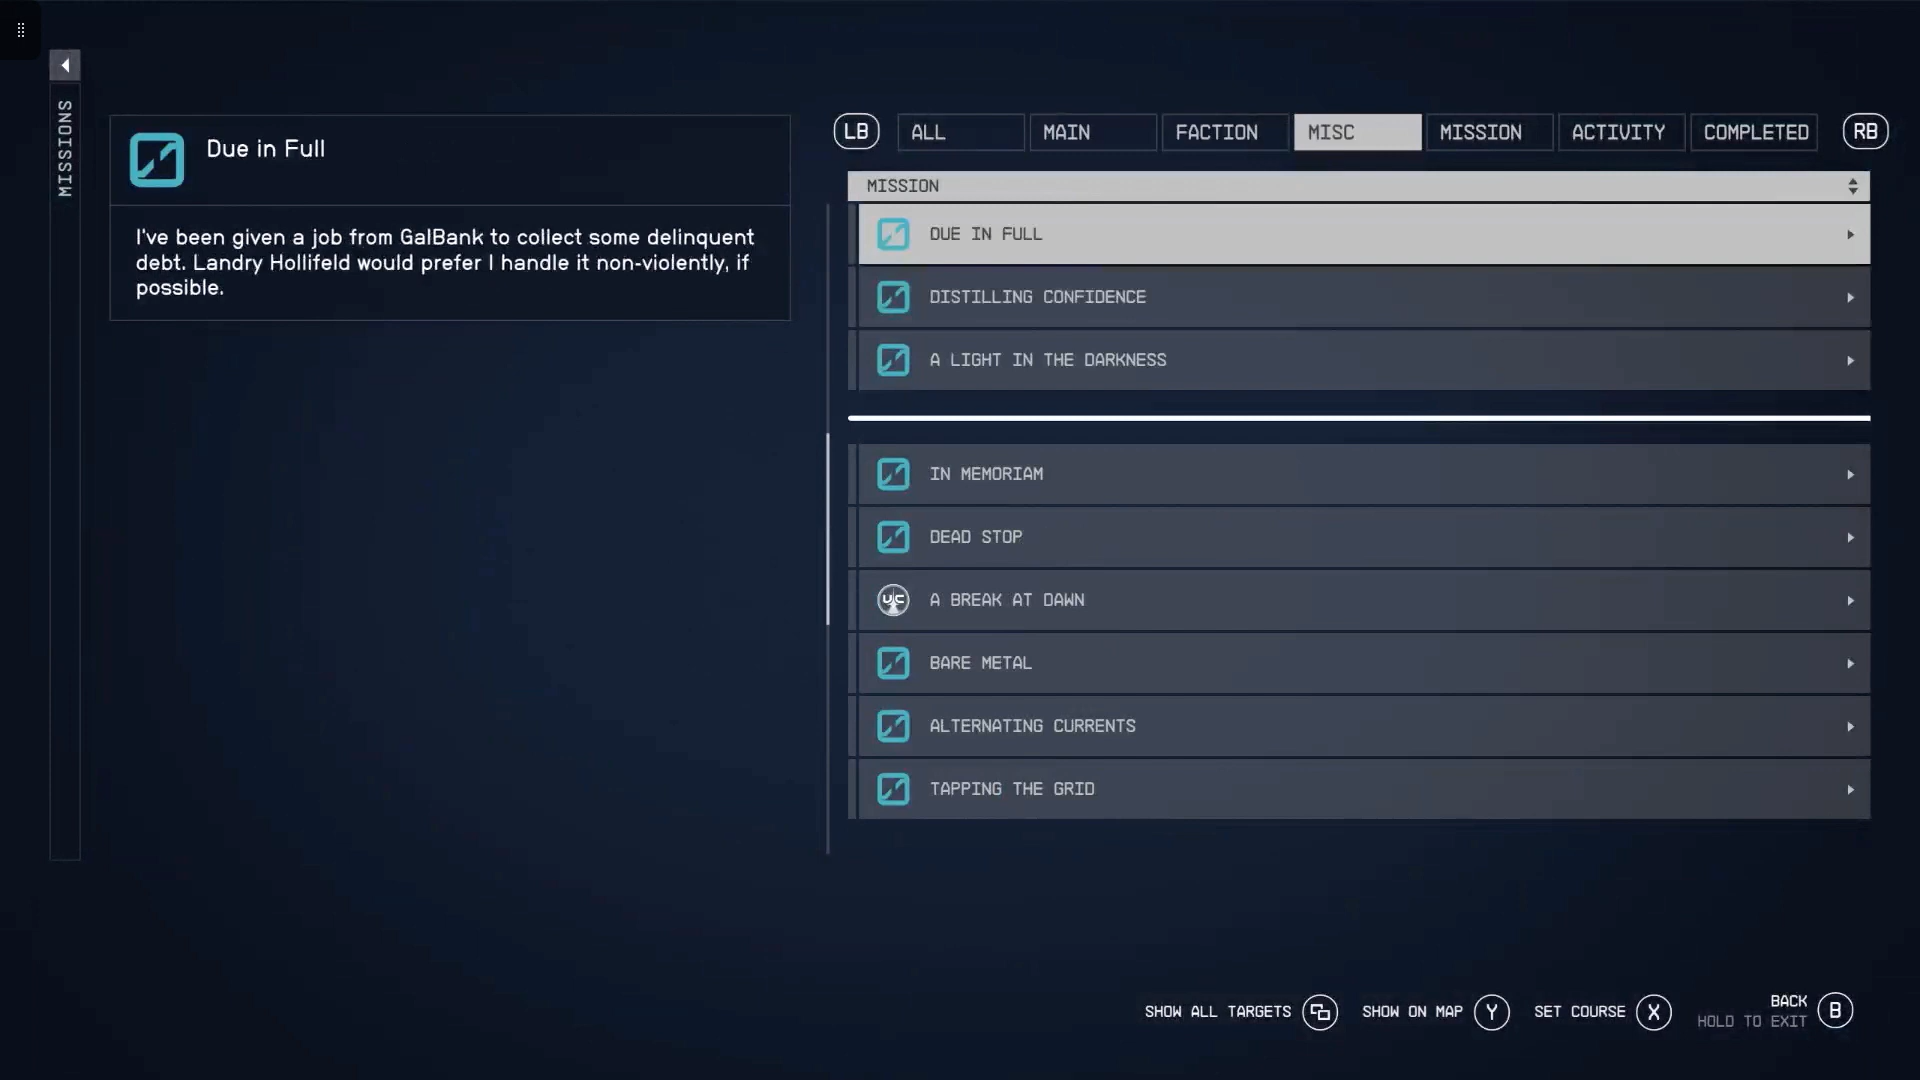 MISSIONS
Due in Full
I've been given a job from GalBank to collect some delinquent
debt. Landry Hollifeld would prefer I handle it non-violently, if
possible.
LB
ALL
MAIN
FACTION
MISC
MISSION
ACTIVITY
COMPLETED
RB
MISSION
DUE IN FULL
DISTILLING CONFIDENCE
A LIGHT IN THE DARKNESS
IN MEMORIAM
DEAD STOP
UC
A BREAK AT DAWN
BARE METAL
ALTERNATING CURRENTS
TAPPING THE GRID
SHOW ALL TARGETS
SHOW ON MAP
Y
SET COURSE
X
BACK
HOLD TO EXIT
B